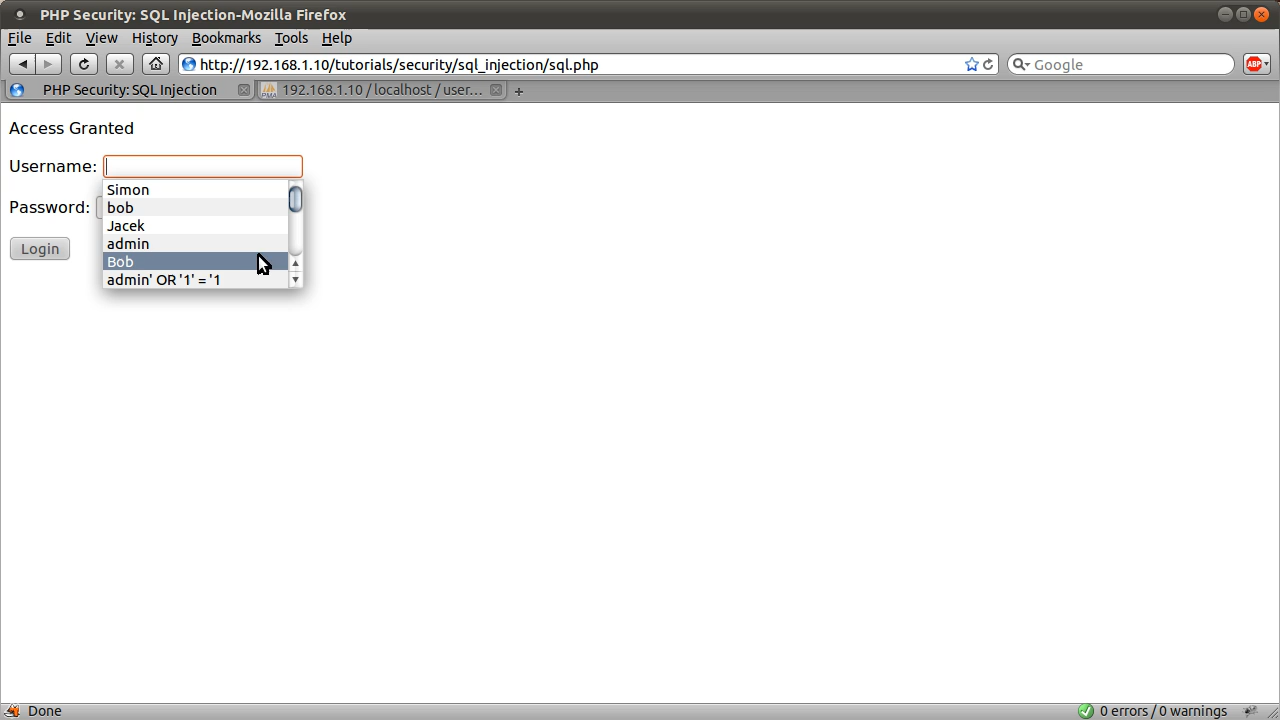 PHP Security: SQL Injection-Mozilla Firefox
File Edit View History Bookmarks Tools Help
http://192.168.1.10/tutorials/security/sql_injection/sql.php Google ABP
PHP Security: SQL Injection PMA 192.168.1.10 / localhost / user... +
Access Granted
Username:
Simon
Password: bob
Jacek
admin
Login
Bob
admin' OR '1' = '1
Done 0 errors / 0 warnings